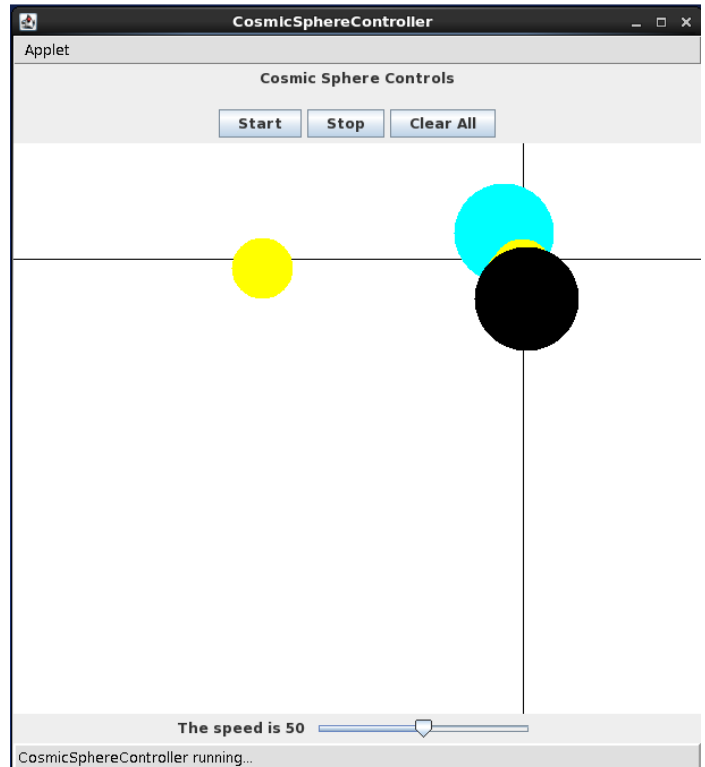 CosmicSphereController
Applet
Cosmic Sphere Controls
Start Stop Clear All
The speed is 50
CosmicSphereController running...